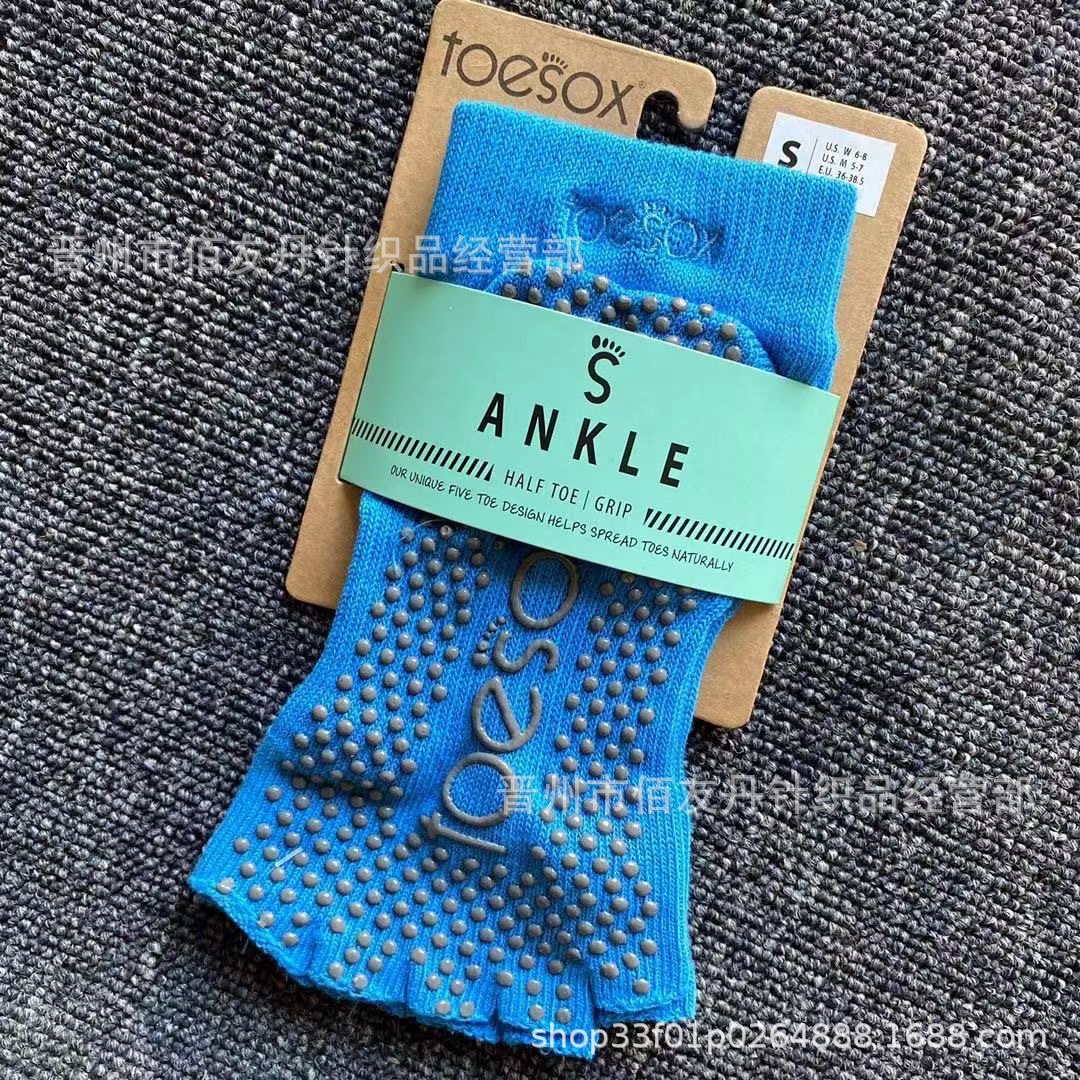 toesox®
S
U.S. W 6-8
U.S. M 5-7
E.U. 36-38.5
toesox
晋州市佰友丹针织品经营部
S
ANKLE
HALF TOE | GRIP
OUR UNIQUE FIVE TOE DESIGN HELPS SPREAD TOES NATURALLY
toeso
晋州市佰友丹针织品经营部
shop33f01p0264888.1688.com